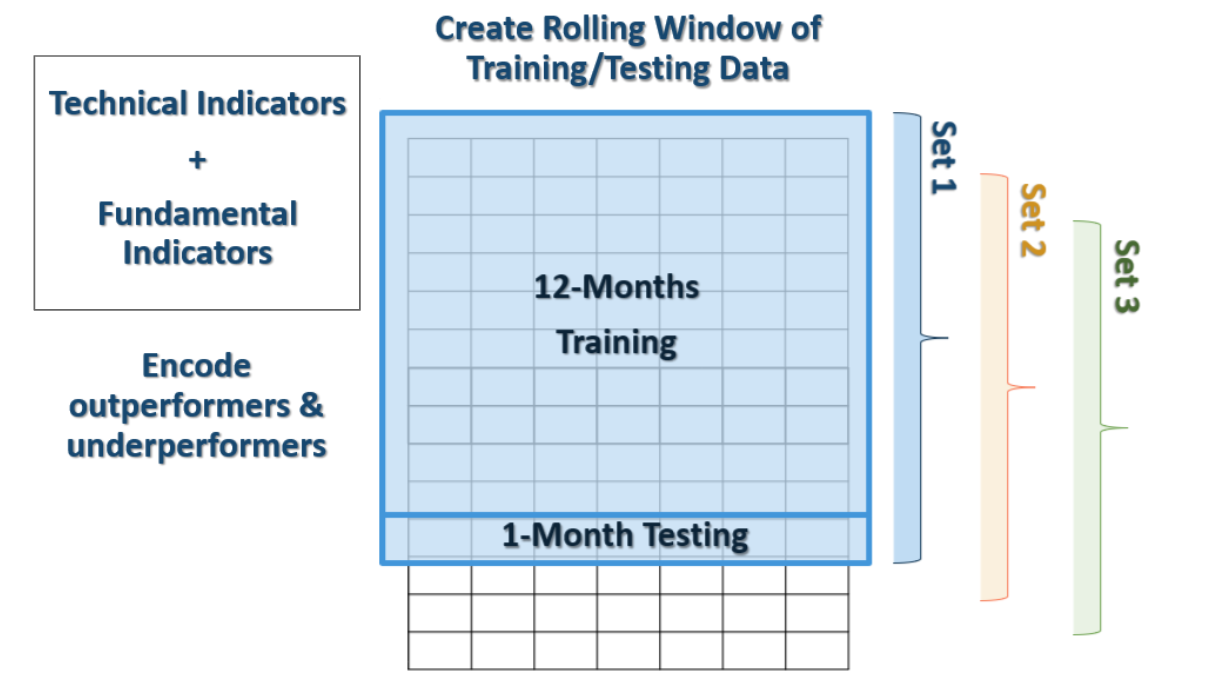 Create Rolling Window of
Training/Testing Data
Technical Indicators
+
Fundamental
Indicators
Encode
outperformers &
underperformers
12-Months
Training
1-Month Testing
Set 1
Set 2
Set 3